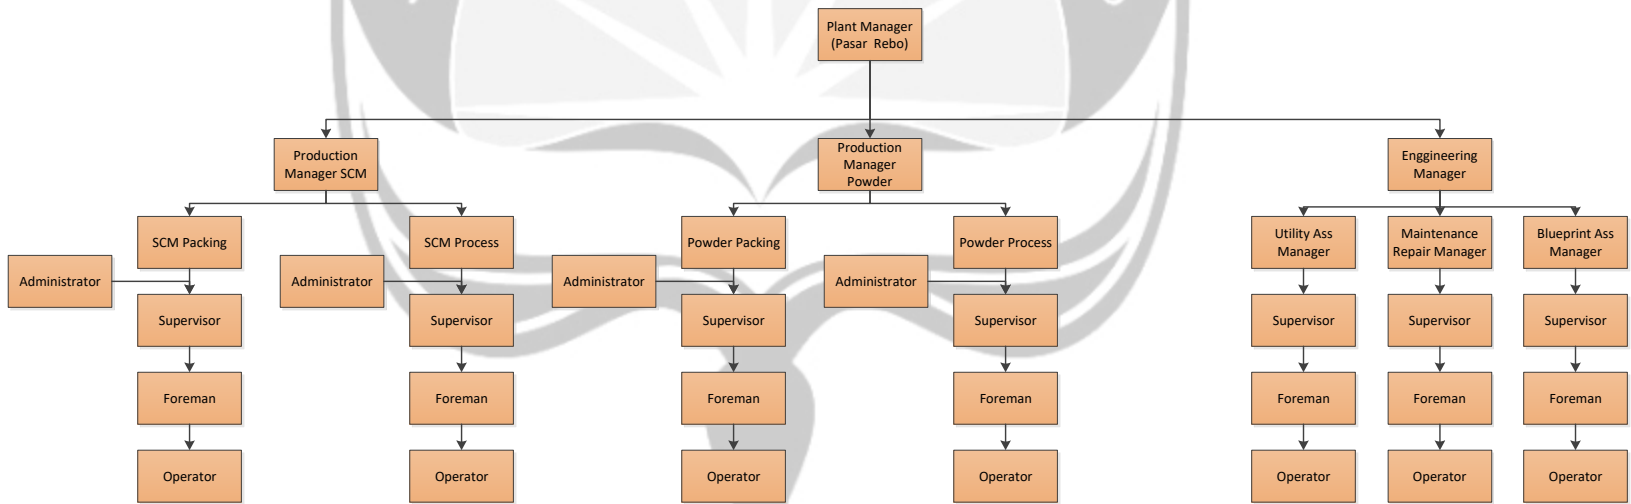 Plant Manager
(Pasar Rebo)
Production
Manager SCM
Production
Manager
Powder
Enggineering
Manager
SCM Packing
SCM Process
Powder Packing
Powder Process
Utility Ass
Manager
Maintenance
Repair Manager
Blueprint Ass
Manager
Administrator
Administrator
Administrator
Administrator
Supervisor
Supervisor
Supervisor
Supervisor
Supervisor
Supervisor
Supervisor
Foreman
Foreman
Foreman
Foreman
Foreman
Foreman
Foreman
Operator
Operator
Operator
Operator
Operator
Operator
Operator